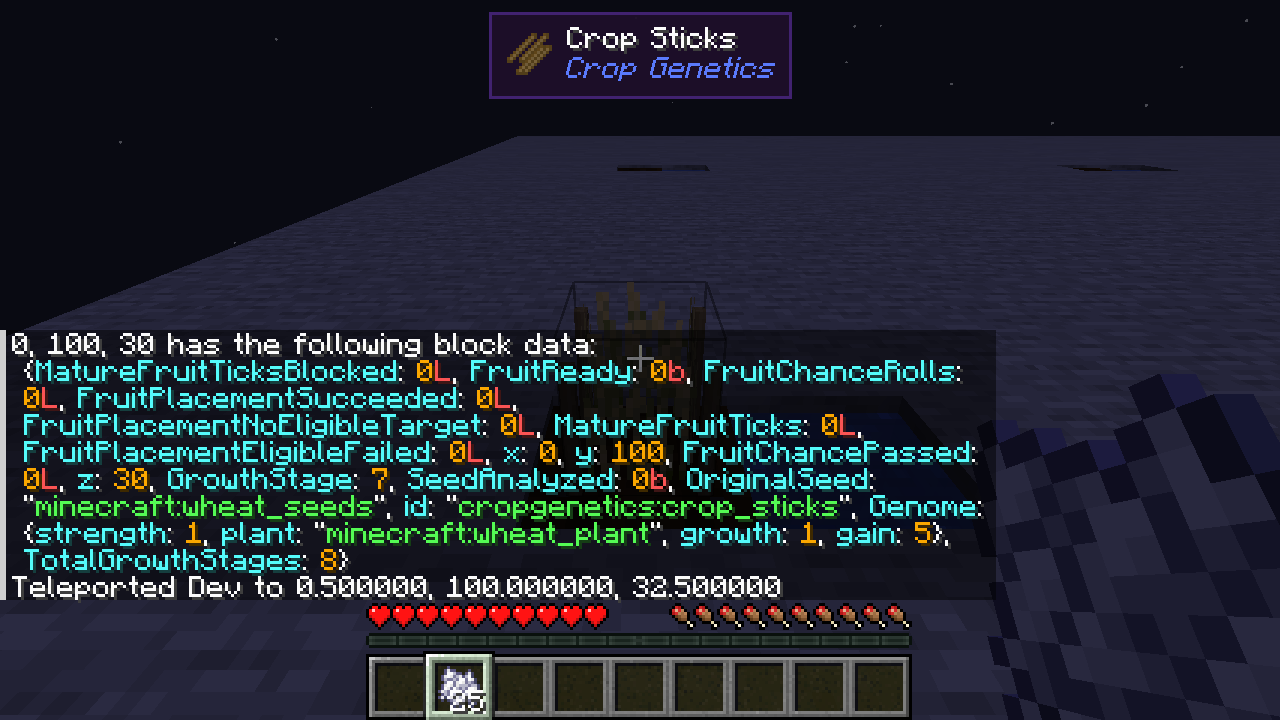 Crop Sticks
Crop Genetics
0, 100, 30 has the following block data:
{MatureFruitTicksBlocked: 0L, FruitReady: 0b, FruitChanceRolls:
0L, FruitPlacementSucceeded: 0L,
FruitPlacementNoEligibleTarget: 0L, MatureFruitTicks: 0L,
FruitPlacementEligibleFailed: 0L, x: 0, y: 100, FruitChancePassed:
0L, z: 30, GrowthStage: 7, SeedAnalyzed: 0b, OriginalSeed:
"minecraft:wheat_seeds", id: "cropgenetics:crop_sticks", Genome:
{strength: 1, plant: "minecraft:wheat_plant", growth: 1, gain: 5},
TotalGrowthStages: 8}
Teleported Dev to 0.500000, 100.000000, 32.500000